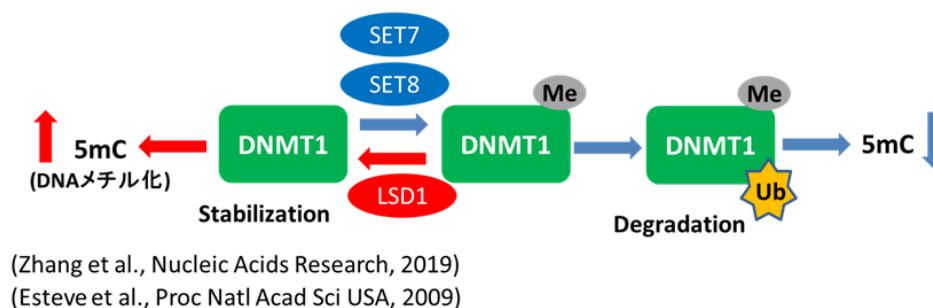 SET7
SET8
Me
Me
5mC
DNMT1
DNMT1
DNMT1
5mC
(DNAメチル化)
LSD1
Ub
Stabilization
Degradation
(Zhang et al., Nucleic Acids Research, 2019)
(Esteve et al., Proc Natl Acad Sci USA, 2009)